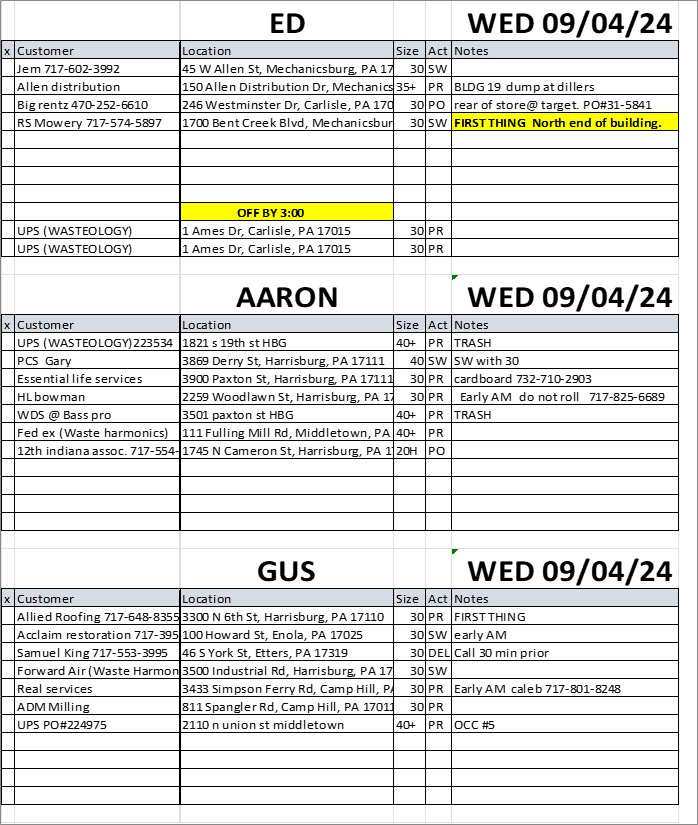 ED WED 09/04/24
x Customer Location Size Act Notes
Jem 717-602-3992 45 W Allen St, Mechanicsburg, PA 17 30 SW
Allen distribution 150 Allen Distribution Dr, Mechanics 35+ PR BLDG 19 dump at dillers
Big rentz 470-252-6610 246 Westminster Dr, Carlisle, PA 170 30 PO rear of store@ target. PO#31-5841
RS Mowery 717-574-5897 1700 Bent Creek Blvd, Mechanicsbur 30 SW FIRST THING North end of building.
OFF BY 3:00
UPS (WASTEOLOGY) 1 Ames Dr, Carlisle, PA 17015 30 PR
UPS (WASTEOLOGY) 1 Ames Dr, Carlisle, PA 17015 30 PR
AARON WED 09/04/24
x Customer Location Size Act Notes
UPS (WASTEOLOGY)223534 1821 s 19th st HBG 40+ PR TRASH
PCS Gary 3869 Derry St, Harrisburg, PA 17111 40 SW SW with 30
Essential life services 3900 Paxton St, Harrisburg, PA 17111 30 PR cardboard 732-710-2903
HL bowman 2259 Woodlawn St, Harrisburg, PA 17 30 PR Early AM do not roll 717-825-6689
WDS @ Bass pro 3501 paxton st HBG 40+ PR TRASH
Fed ex (Waste harmonics) 111 Fulling Mill Rd, Middletown, PA 40+ PR
12th indiana assoc. 717-554- 1745 N Cameron St, Harrisburg, PA 1 20H PO
GUS WED 09/04/24
x Customer Location Size Act Notes
Allied Roofing 717-648-8355 3300 N 6th St, Harrisburg, PA 17110 30 PR FIRST THING
Acclaim restoration 717-395 100 Howard St, Enola, PA 17025 30 SW early AM
Samuel King 717-553-3995 46 S York St, Etters, PA 17319 30 DEL Call 30 min prior
Forward Air (Waste Harmon 3500 Industrial Rd, Harrisburg, PA 17 30 SW
Real services 3433 Simpson Ferry Rd, Camp Hill, PA 30 PR Early AM caleb 717-801-8248
ADM Milling 811 Spangler Rd, Camp Hill, PA 17011 30 PR
UPS PO#224975 2110 n union st middletown 40+ PR OCC #5